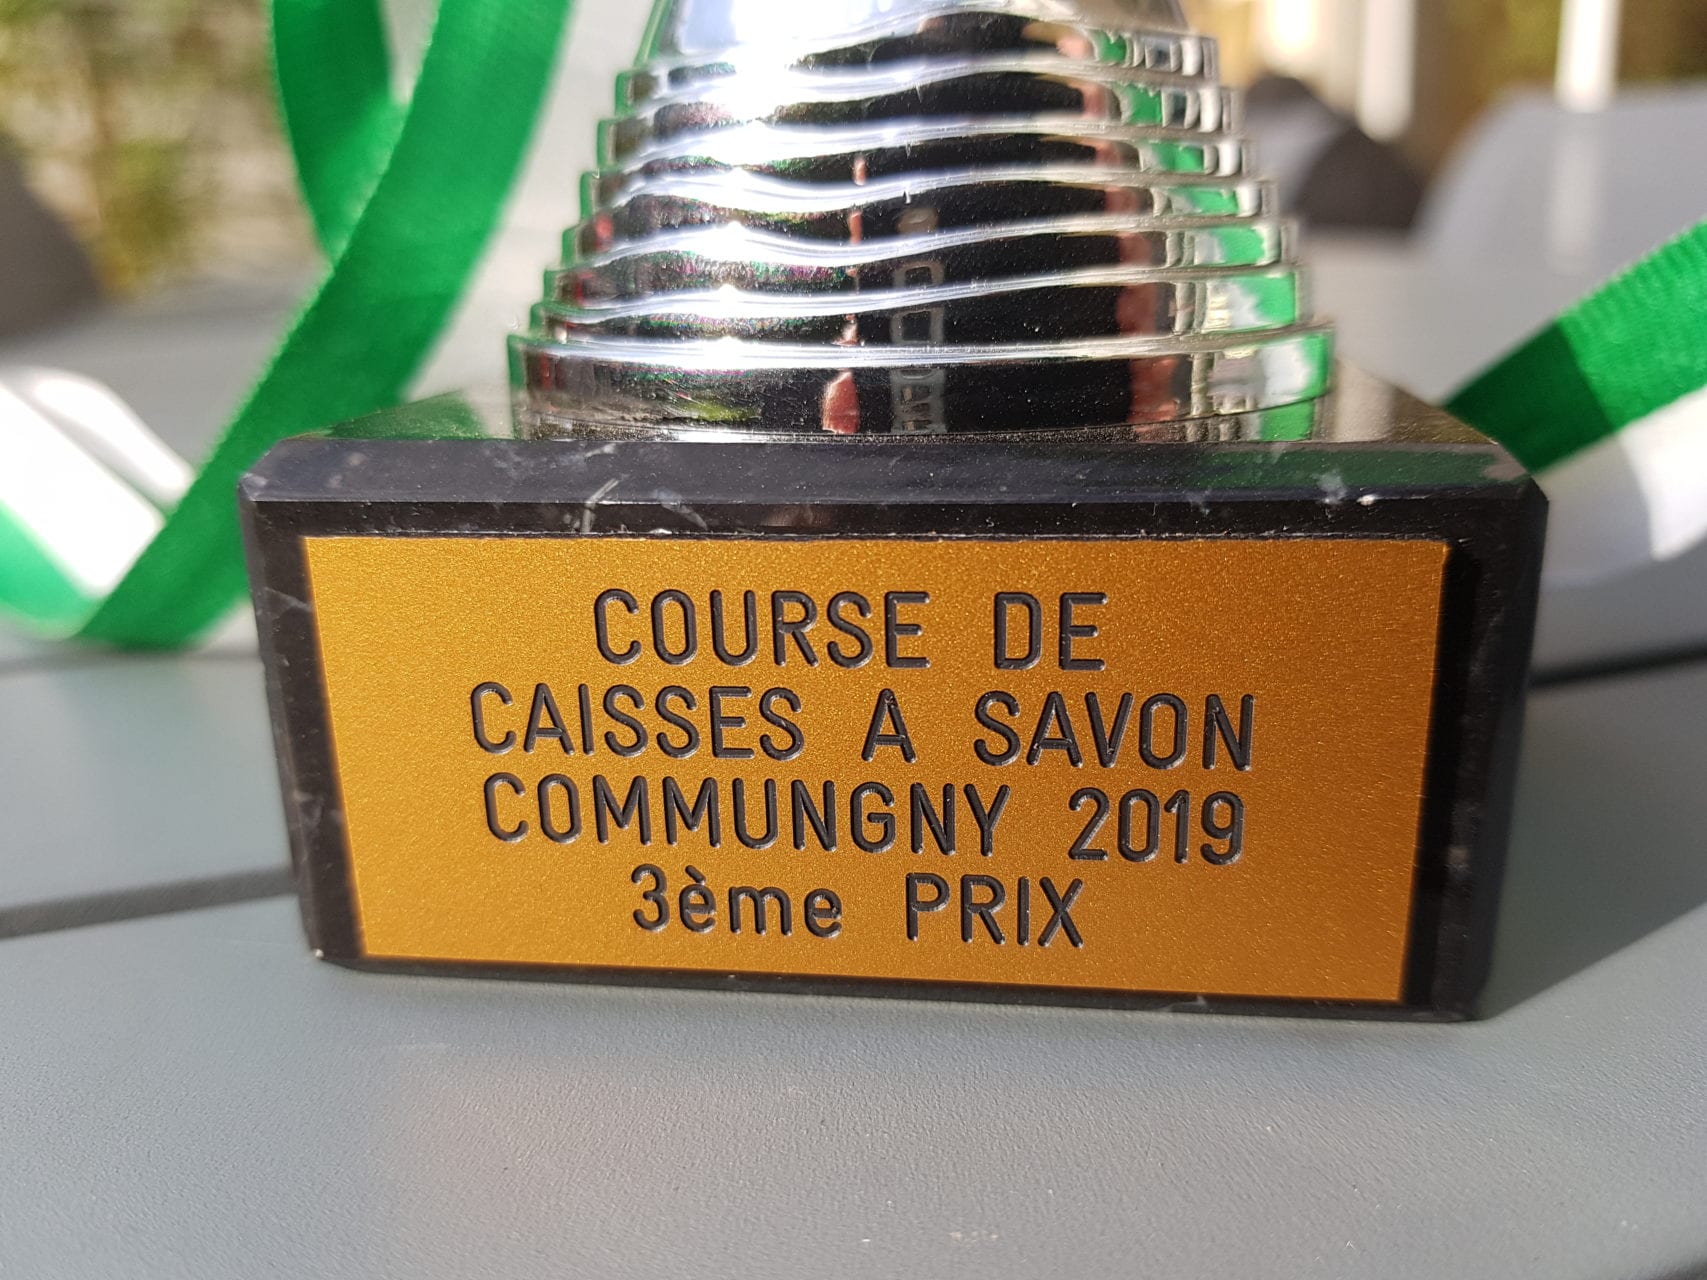 COURSE DE
CAISSES A SAVON
COMMUNGNY 2019
3ème PRIX